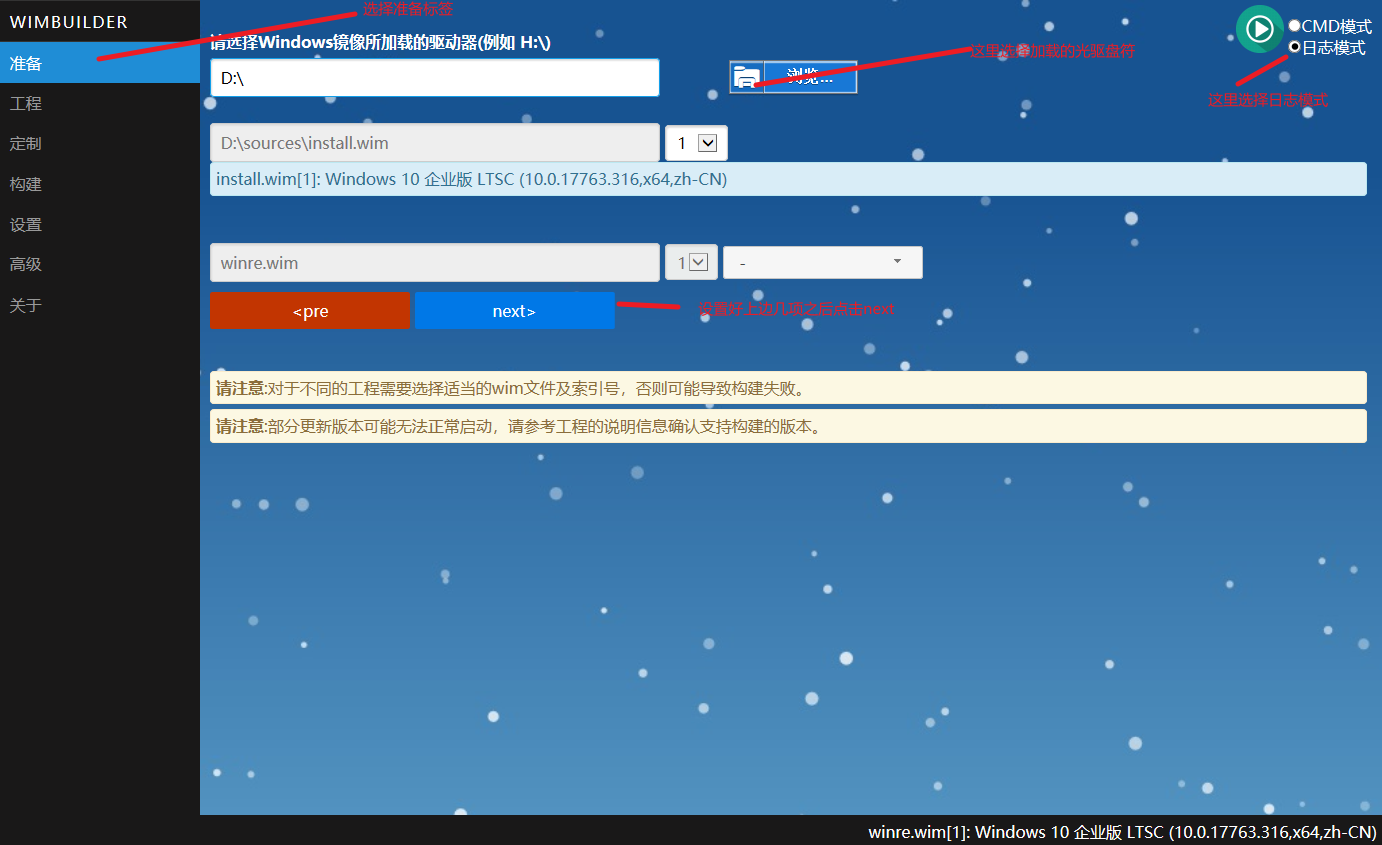 WIMBUILDER
准备
工程
定制
构建
设置
高级
关于
选择准备标签
请选择Windows镜像所加载的驱动器(例如 H:\)
D:\
浏览...
这里选择加载的光驱盘符
CMD模式
日志模式
这里选择日志模式
D:\sources\install.wim
1
install.wim[1]: Windows 10 企业版 LTSC (10.0.17763.316,x64,zh-CN)
winre.wim
1
-
<pre
next>
设置好上边几项之后点击next
请注意:对于不同的工程需要选择适当的wim文件及索引号，否则可能导致构建失败。
请注意:部分更新版本可能无法正常启动，请参考工程的说明信息确认支持构建的版本。
winre.wim[1]: Windows 10 企业版 LTSC (10.0.17763.316,x64,zh-CN)